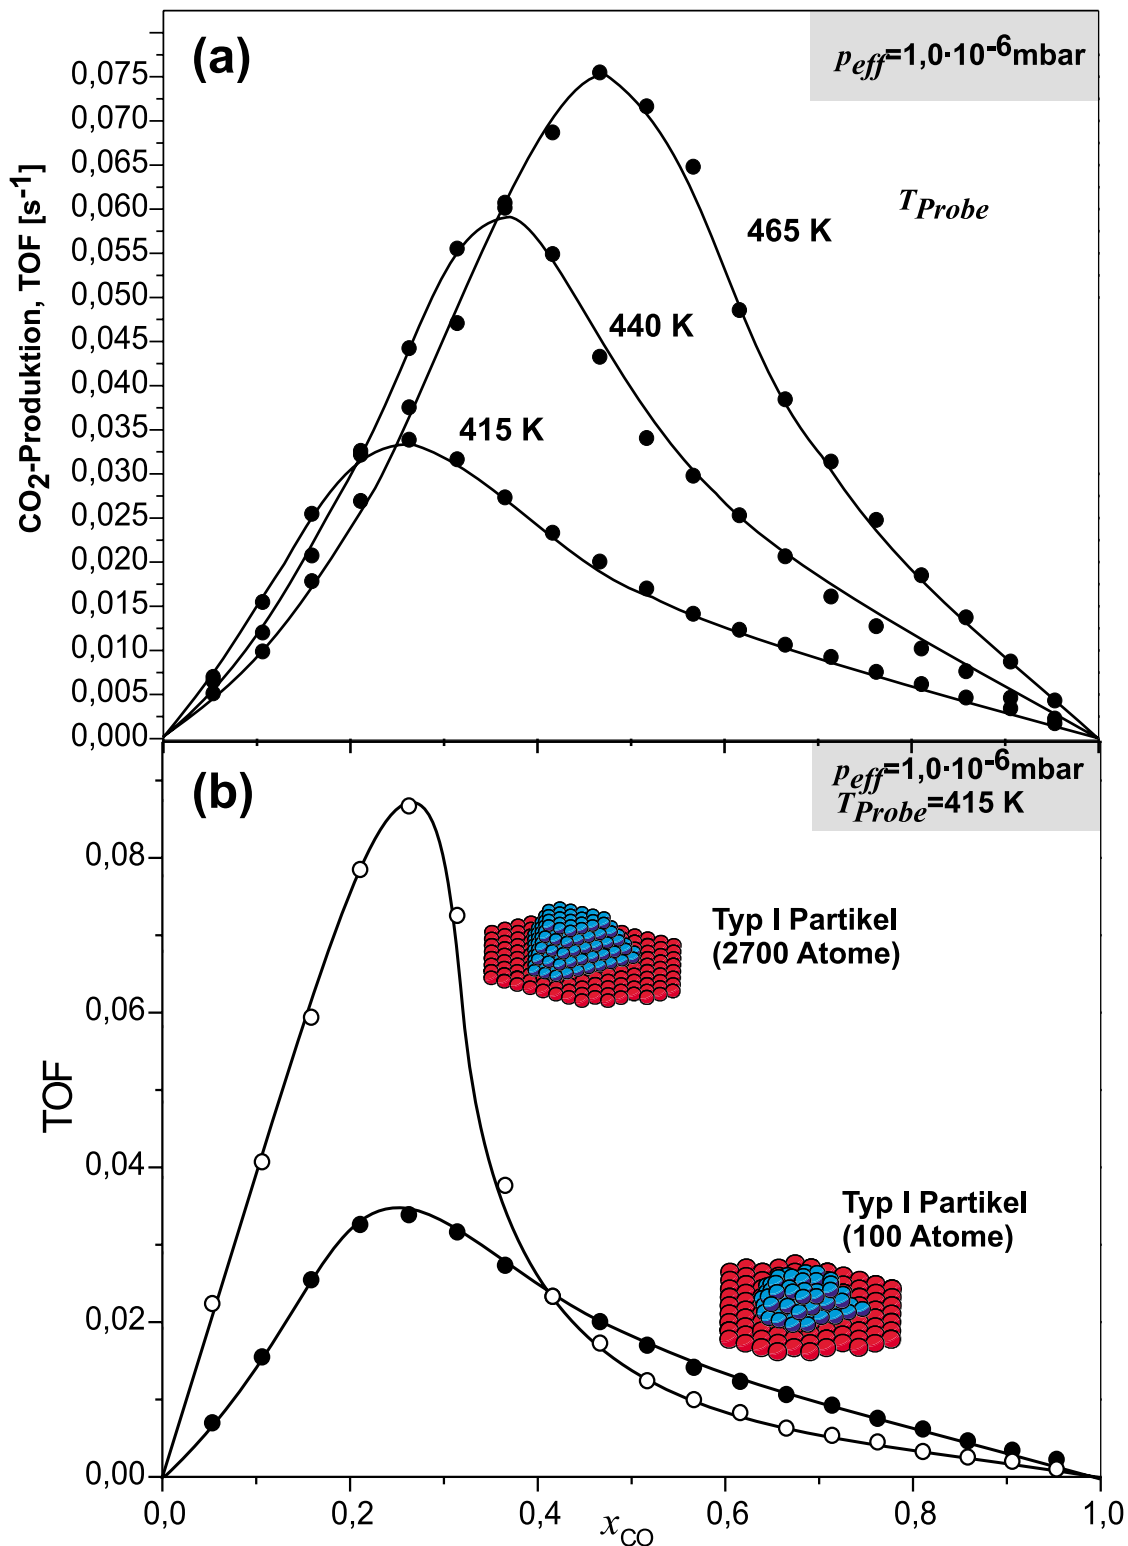 (a)
p_eff=1,0·10⁻⁶mbar
T_Probe
CO₂-Produktion, TOF [s⁻¹]
0,075
0,070
0,065
0,060
0,055
0,050
0,045
0,040
0,035
0,030
0,025
0,020
0,015
0,010
0,005
0,000
465 K
440 K
415 K
(b)
p_eff=1,0·10⁻⁶mbar
T_Probe=415 K
TOF
0,08
0,06
0,04
0,02
0,00
Typ I Partikel
(2700 Atome)
Typ I Partikel
(100 Atome)
0,0
0,2
0,4
0,6
0,8
1,0
x_CO